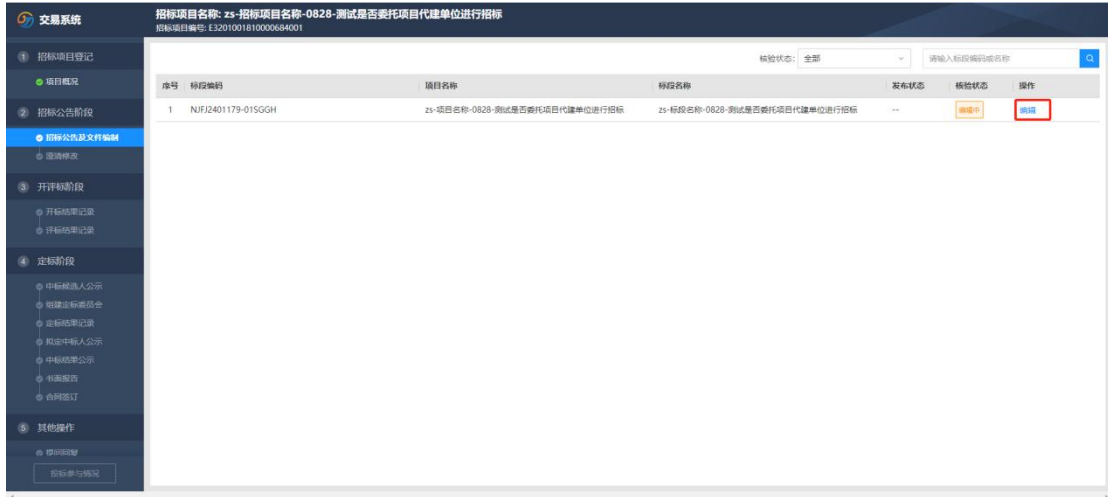 交易系统
招标项目名称: zs-招标项目名称-0828-测试是否委托项目代建单位进行招标
招标项目编号: E3201001810000684001
1 招标项目登记
项目概况
2 招标公告阶段
招标公告及文件编制
澄清修改
3 开评标阶段
开标结果记录
评标结果记录
4 定标阶段
中标候选人公示
组建定标委员会
定标结果记录
拟定中标人公示
中标结果公示
书面报告
合同签订
5 其他操作
提问回复
投标参与情况
核验状态: 全部 请输入标段编码或名称
序号 标段编码 项目名称 标段名称 发布状态 核验状态 操作
1 NJFJ2401179-01SGGH zs-项目名称-0828-测试是否委托项目代建单位进行招标 zs-标段名称-0828-测试是否委托项目代建单位进行招标 -- 编辑中 编辑